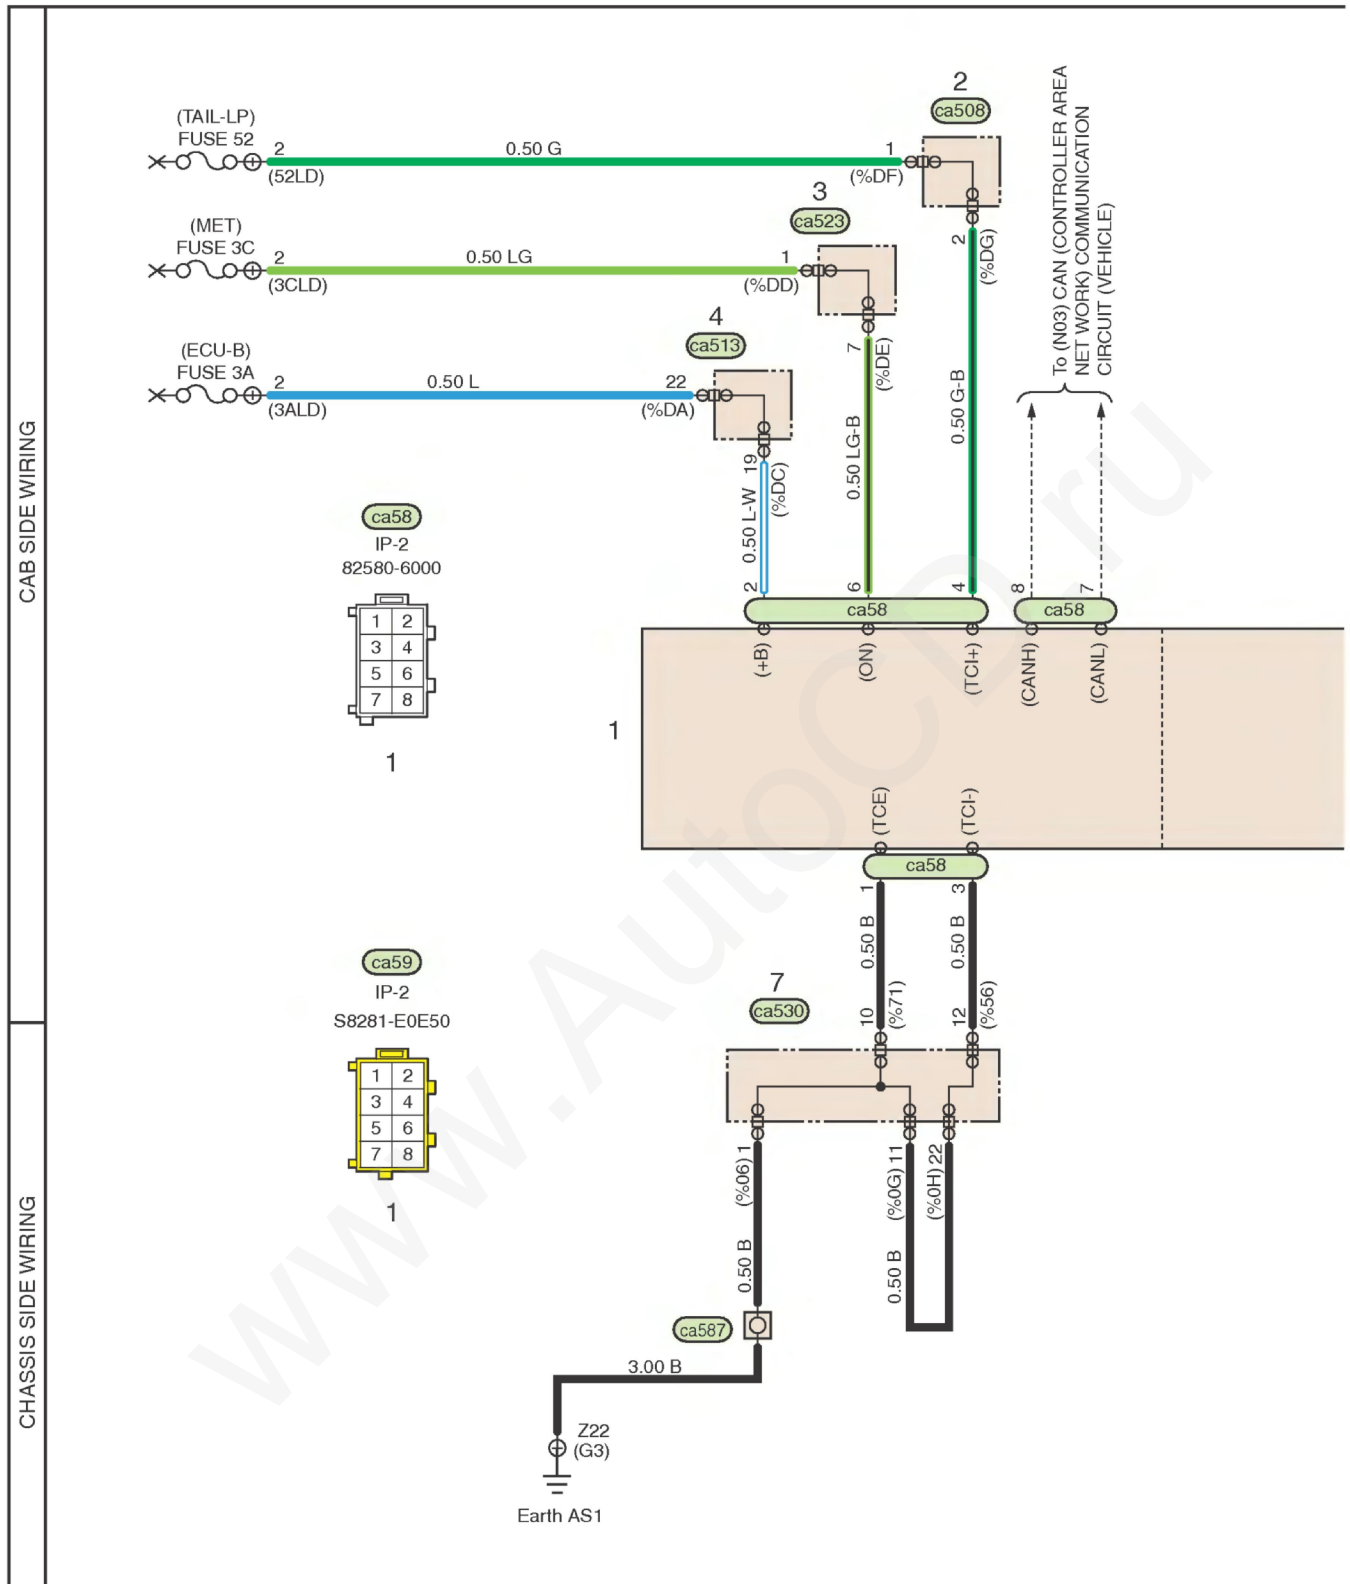 CAB SIDE WIRING
CHASSIS SIDE WIRING
(TAIL-LP)
FUSE 52
2
(52LD)
0.50 G
1
(%DF)
2
ca508
2
(%DG)
To (N03) CAN (CONTROLLER AREA
NET WORK) COMMUNICATION
CIRCUIT (VEHICLE)
(MET)
FUSE 3C
2
(3CLD)
0.50 LG
1
(%DD)
3
ca523
7
(%DE)
(ECU-B)
FUSE 3A
2
(3ALD)
0.50 L
22
(%DA)
4
ca513
19
(%DC)
0.50 L-W
0.50 LG-B
0.50 G-B
2
6
4
8
7
ca58
ca58
(+B)
(ON)
(TCI+)
(CANH)
(CANL)
1
ca58
IP-2
82580-6000
1 2
3 4
5 6
7 8
1
(TCE)
(TCI-)
ca58
1
3
0.50 B
0.50 B
10
(%71)
12
(%56)
7
ca530
ca59
IP-2
S8281-E0E50
1 2
3 4
5 6
7 8
1
(%06) 1
0.50 B
(%0G) 11
0.50 B
(%0H) 22
ca587
3.00 B
Z22
(G3)
Earth AS1
www.AutoCD.ru